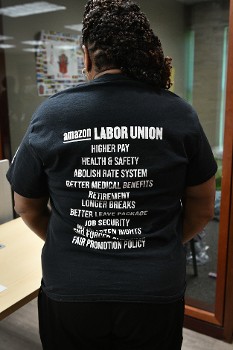 amazon LABOR UNION
HIGHER PAY
HEALTH & SAFETY
ABOLISH RATE SYSTEM
BETTER MEDICAL BENEFITS
RETIREMENT
LONGER BREAKS
BETTER LEAVE PACKAGE
JOB SECURITY
RIGHTS
FAIR PROMOTION POLICY